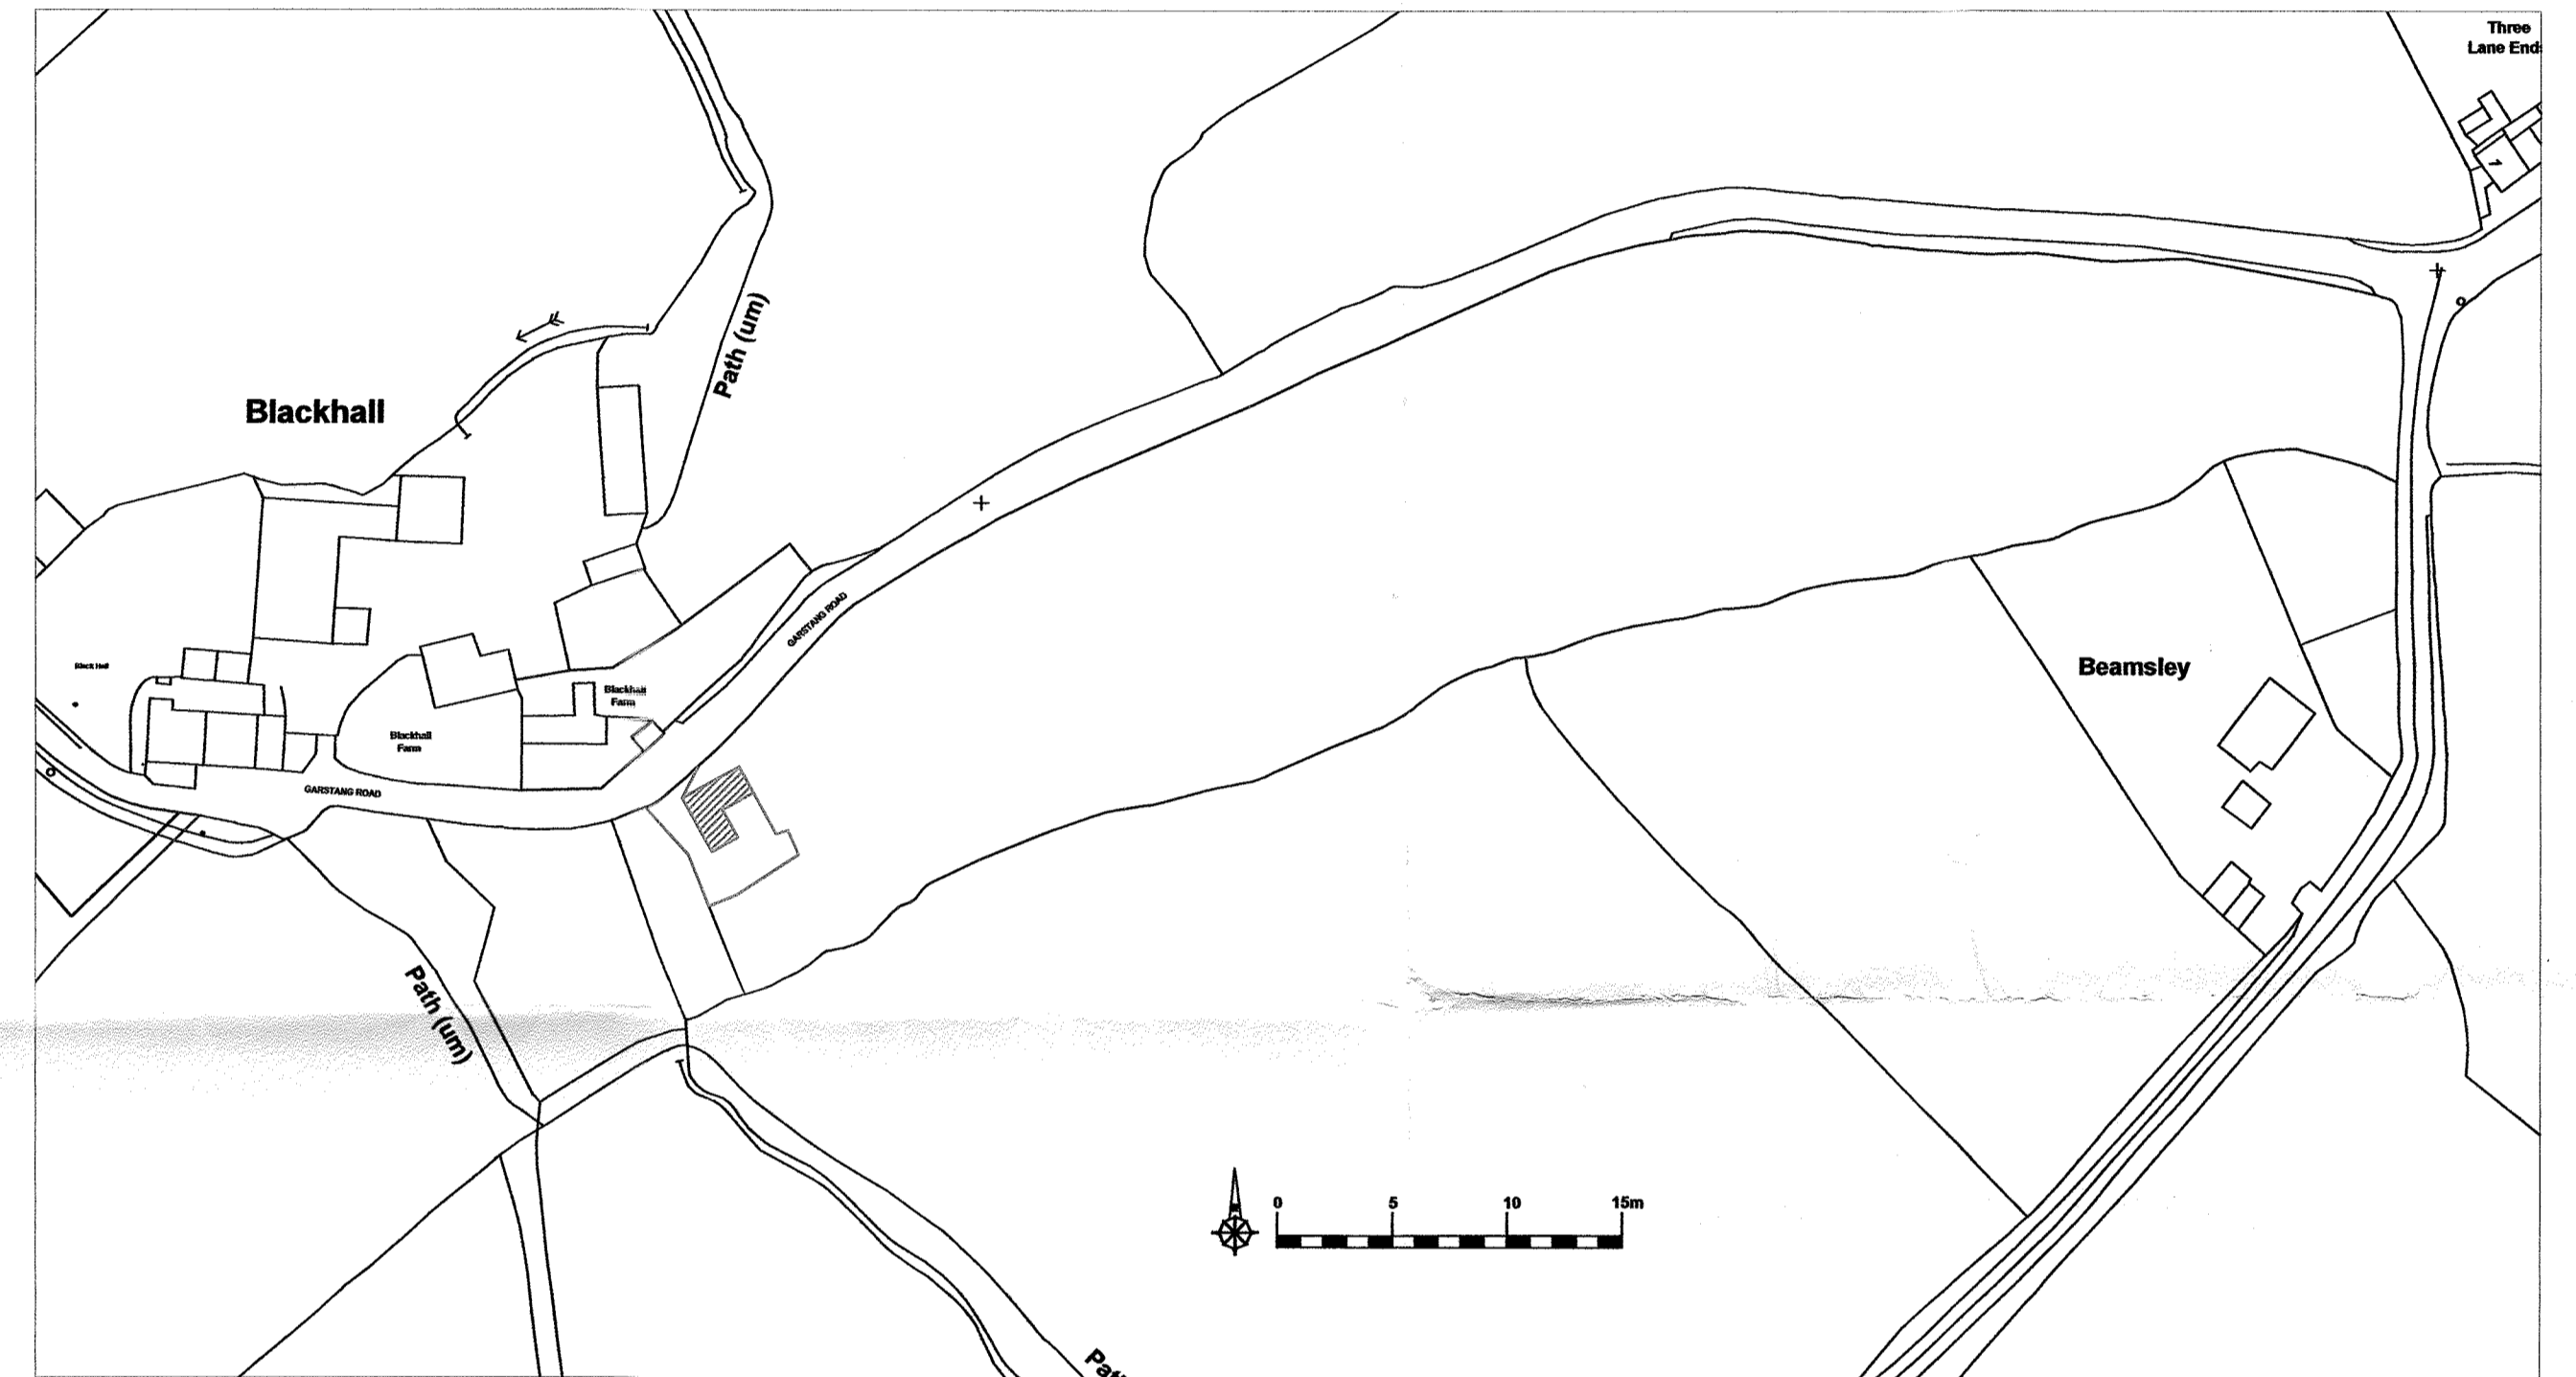 Three
Lane Ends
1
Path (um)
Blackhall
GARSTANG ROAD
Beamsley
Black Hall
Blackhall
Farm
Blackhall
Farm
GARSTANG ROAD
Path (um)
0 5 10 15m